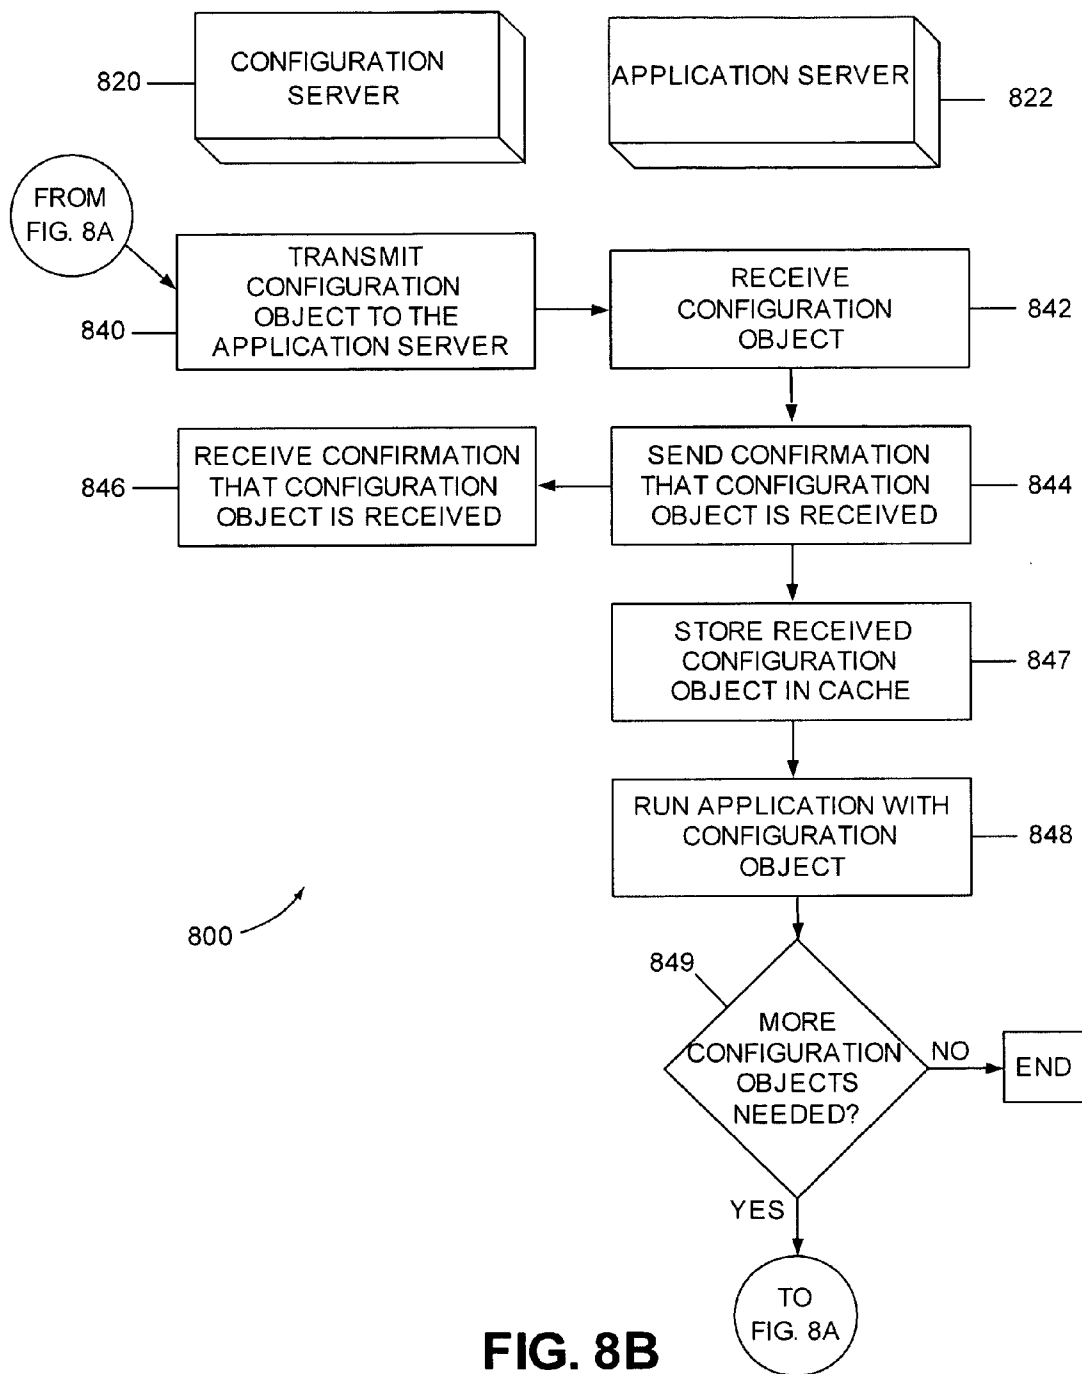 CONFIGURATION
SERVER
820
APPLICATION SERVER
822
FROM
FIG. 8A
TRANSMIT
CONFIGURATION
OBJECT TO THE
APPLICATION SERVER
840
RECEIVE
CONFIGURATION
OBJECT
842
RECEIVE CONFIRMATION
THAT CONFIGURATION
OBJECT IS RECEIVED
846
SEND CONFIRMATION
THAT CONFIGURATION
OBJECT IS RECEIVED
844
STORE RECEIVED
CONFIGURATION
OBJECT IN CACHE
847
RUN APPLICATION WITH
CONFIGURATION
OBJECT
848
800
849
MORE
CONFIGURATION
OBJECTS
NEEDED?
NO
END
YES
TO
FIG. 8A
FIG. 8B